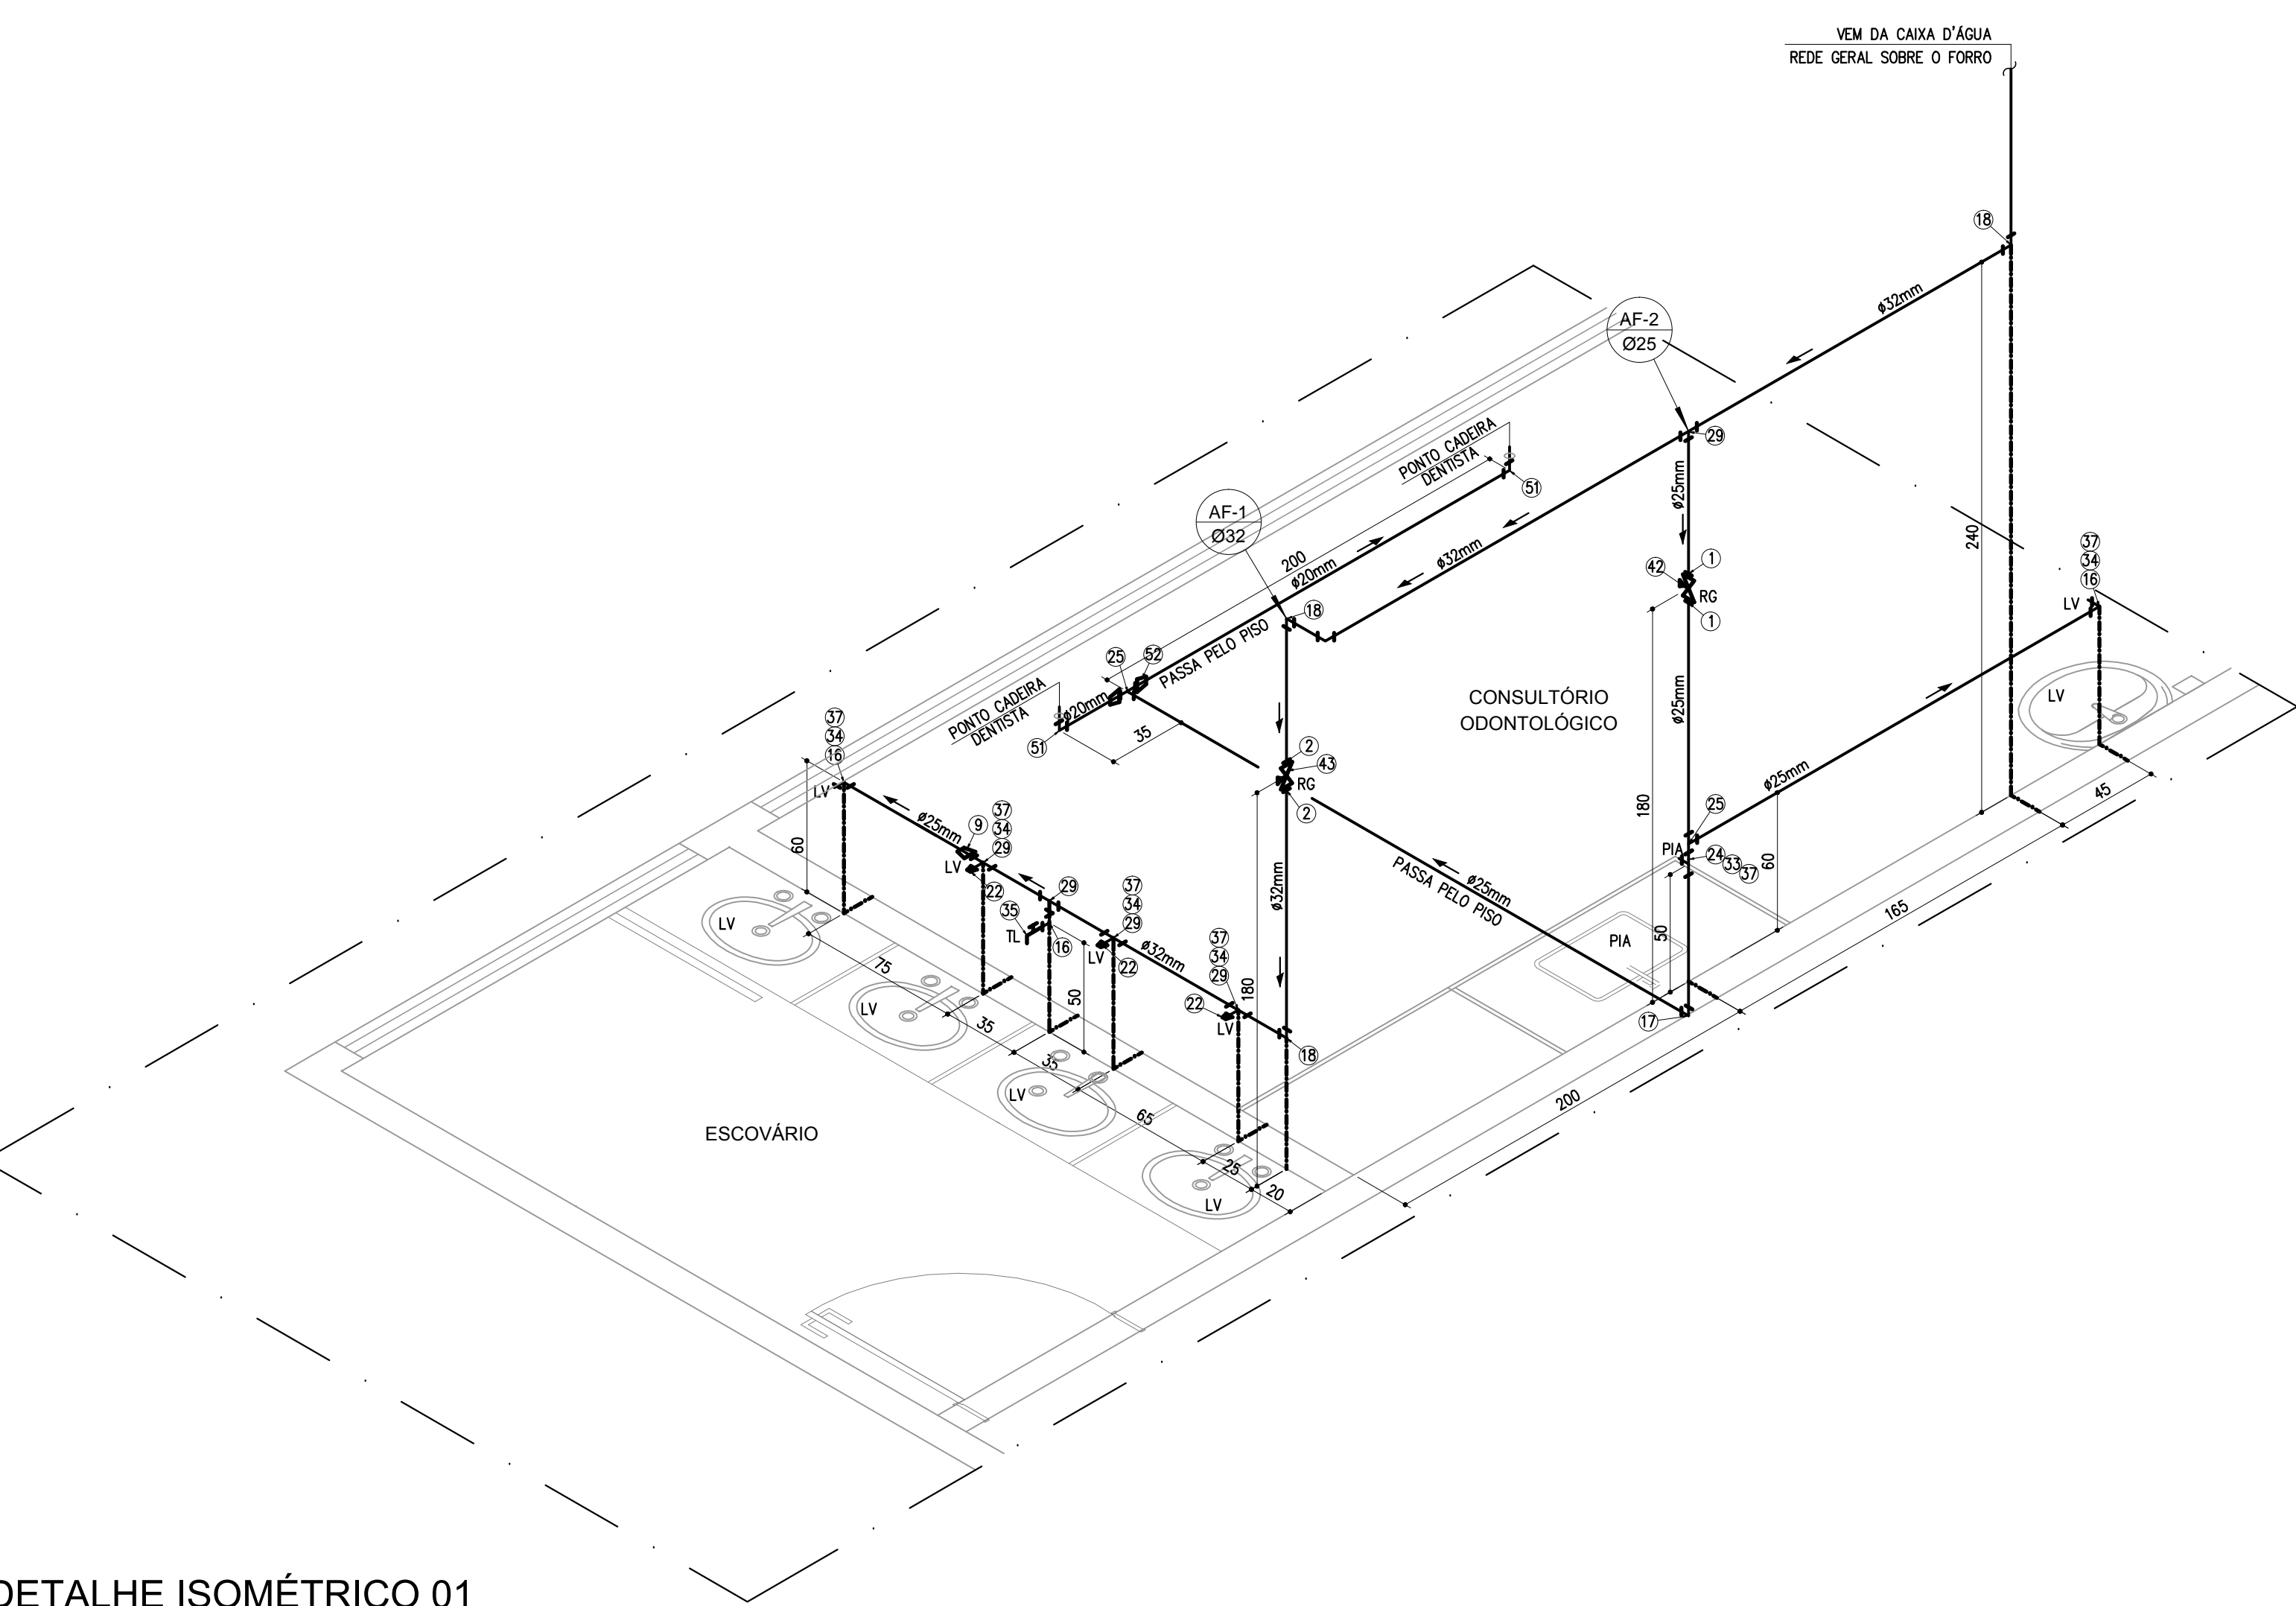 VEM DA CAIXA D'ÁGUA
REDE GERAL SOBRE O FORRO
18
ø32mm
AF-2
Ø25
29
ø25mm
PONTO CADEIRA
DENTISTA
51
AF-1
Ø32
200
ø20mm
ø32mm
240
42
1
RG
1
37
34
16
LV
LV
18
PASSA PELO PISO
25
52
PONTO CADEIRA
DENTISTA
ø20mm
51
35
CONSULTÓRIO
ODONTOLÓGICO
ø25mm
2
43
RG
2
180
37
34
16
LV
60
ø25mm
9
37
34
29
LV
22
29
35
TL
16
37
34
29
LV
22
ø32mm
37
34
29
22
LV
180
ø32mm
18
ø25mm
PASSA PELO PISO
ø25mm
25
PIA
24
33
37
60
50
PIA
17
45
165
200
LV
75
LV
35
50
35
LV
65
25
20
LV
ESCOVÁRIO
DETALHE ISOMÉTRICO 01